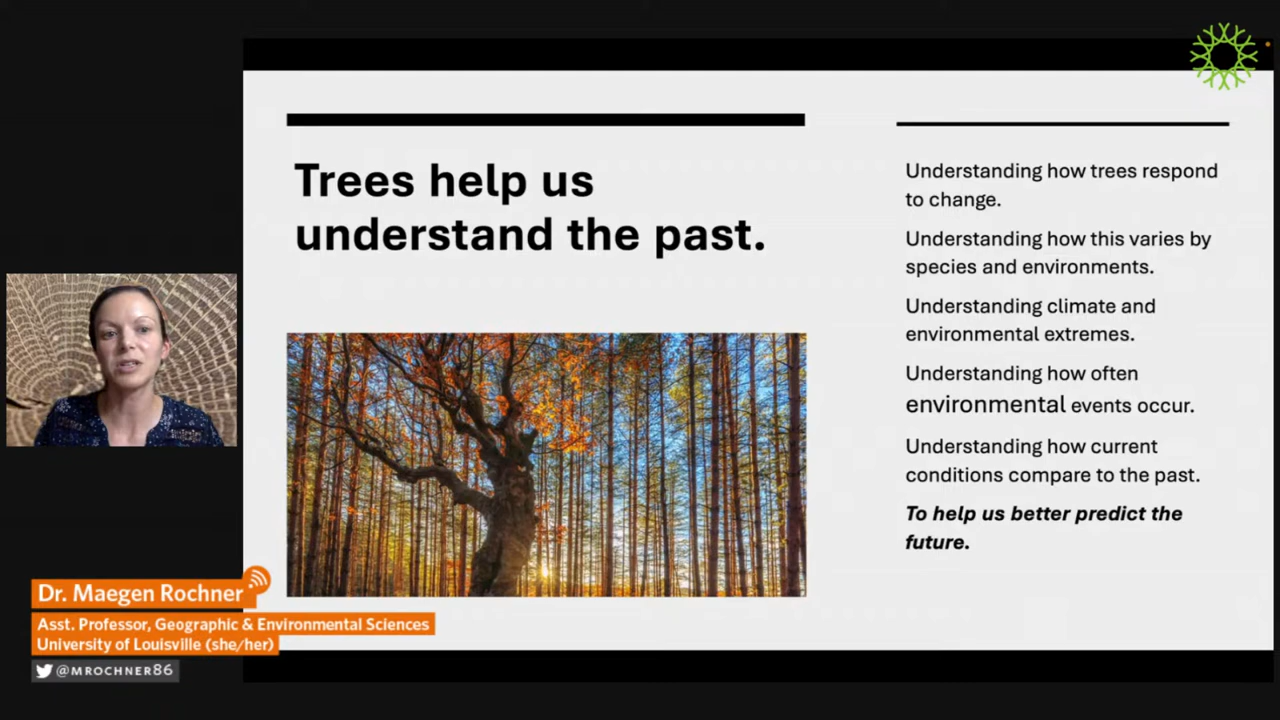 Trees help us
understand the past.
Understanding how trees respond
to change.
Understanding how this varies by
species and environments.
Understanding climate and
environmental extremes.
Understanding how often
environmental events occur.
Understanding how current
conditions compare to the past.
To help us better predict the
future.
Dr. Maegen Rochner
Asst. Professor, Geographic & Environmental Sciences
University of Louisville (she/her)
@MROCHNER86